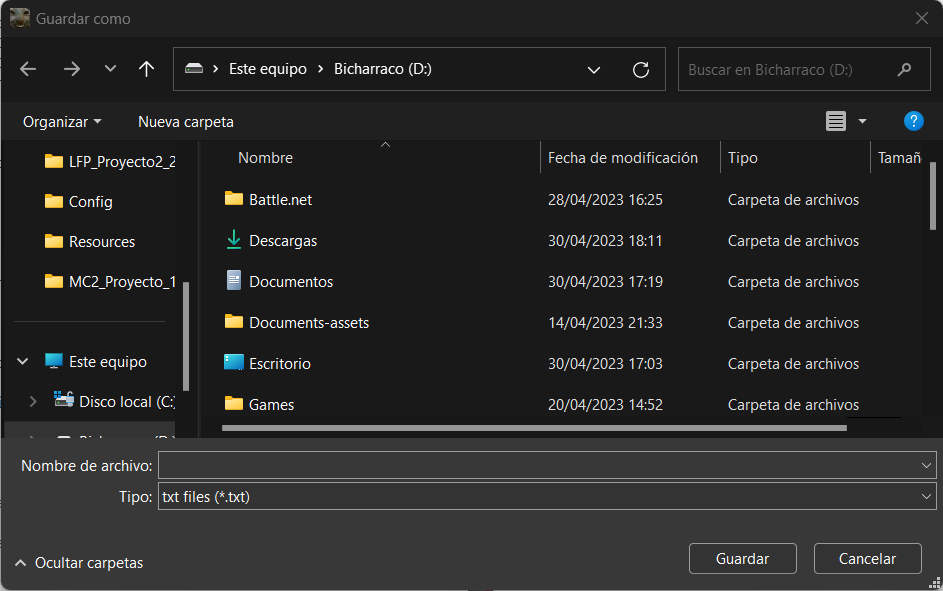 Guardar como
Este equipo > Bicharraco (D:)
Buscar en Bicharraco (D:)
Organizar
Nueva carpeta
?
LFP_Proyecto2_2
Config
Resources
MC2_Proyecto_1
Este equipo
Disco local (C:
Nombre Fecha de modificación Tipo Tamañ
Battle.net 28/04/2023 16:25 Carpeta de archivos
Descargas 30/04/2023 18:11 Carpeta de archivos
Documentos 30/04/2023 17:19 Carpeta de archivos
Documents-assets 14/04/2023 21:33 Carpeta de archivos
Escritorio 30/04/2023 17:03 Carpeta de archivos
Games 20/04/2023 14:52 Carpeta de archivos
Nombre de archivo:
Tipo: txt files (*.txt)
Ocultar carpetas
Guardar
Cancelar